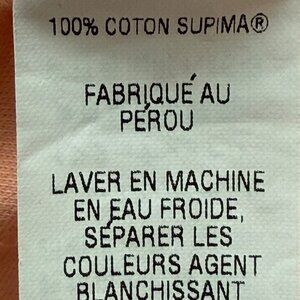 100% COTON SUPIMA®
FABRIQUÉ AU
PÉROU
LAVER EN MACHINE
EN EAU FROIDE,
SÉPARER LES
COULEURS AGENT
BLANCHISSANT